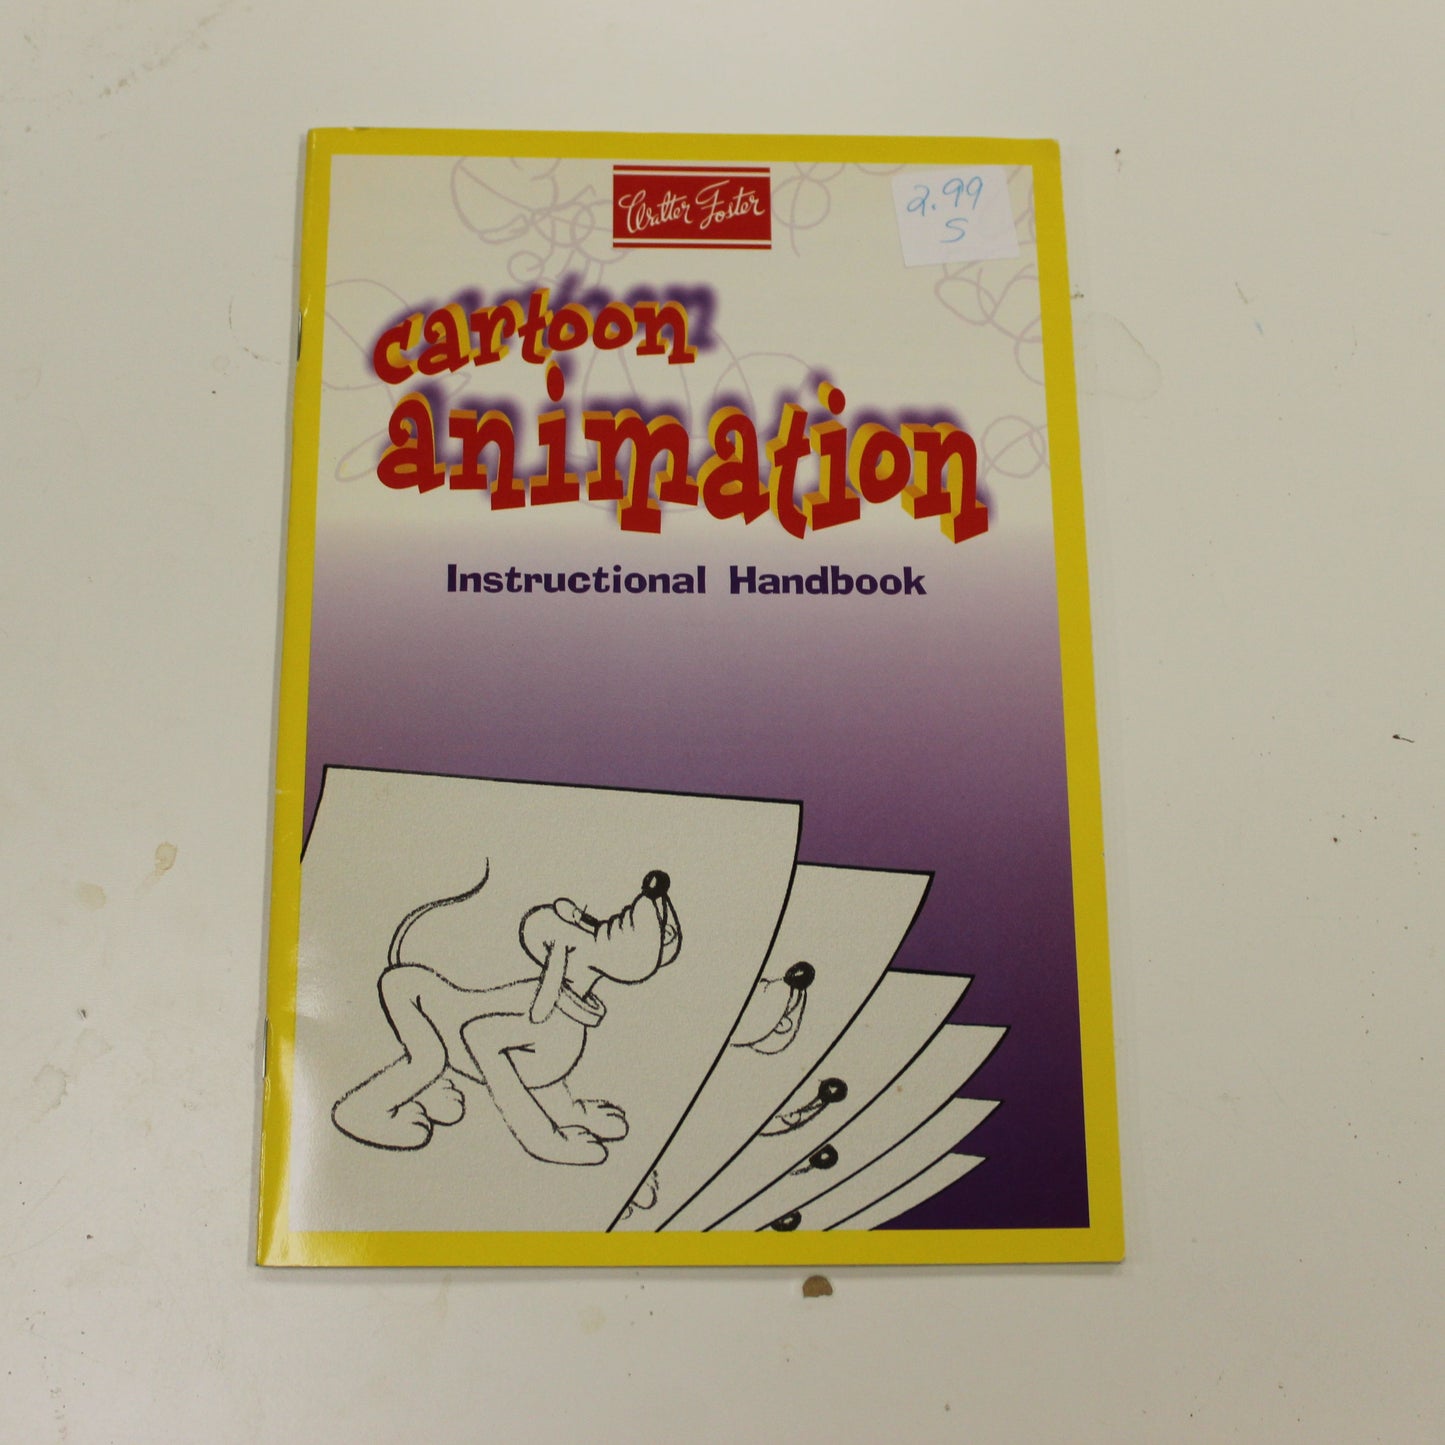 Walter Foster
2.99
S
cartoon
animation
Instructional Handbook